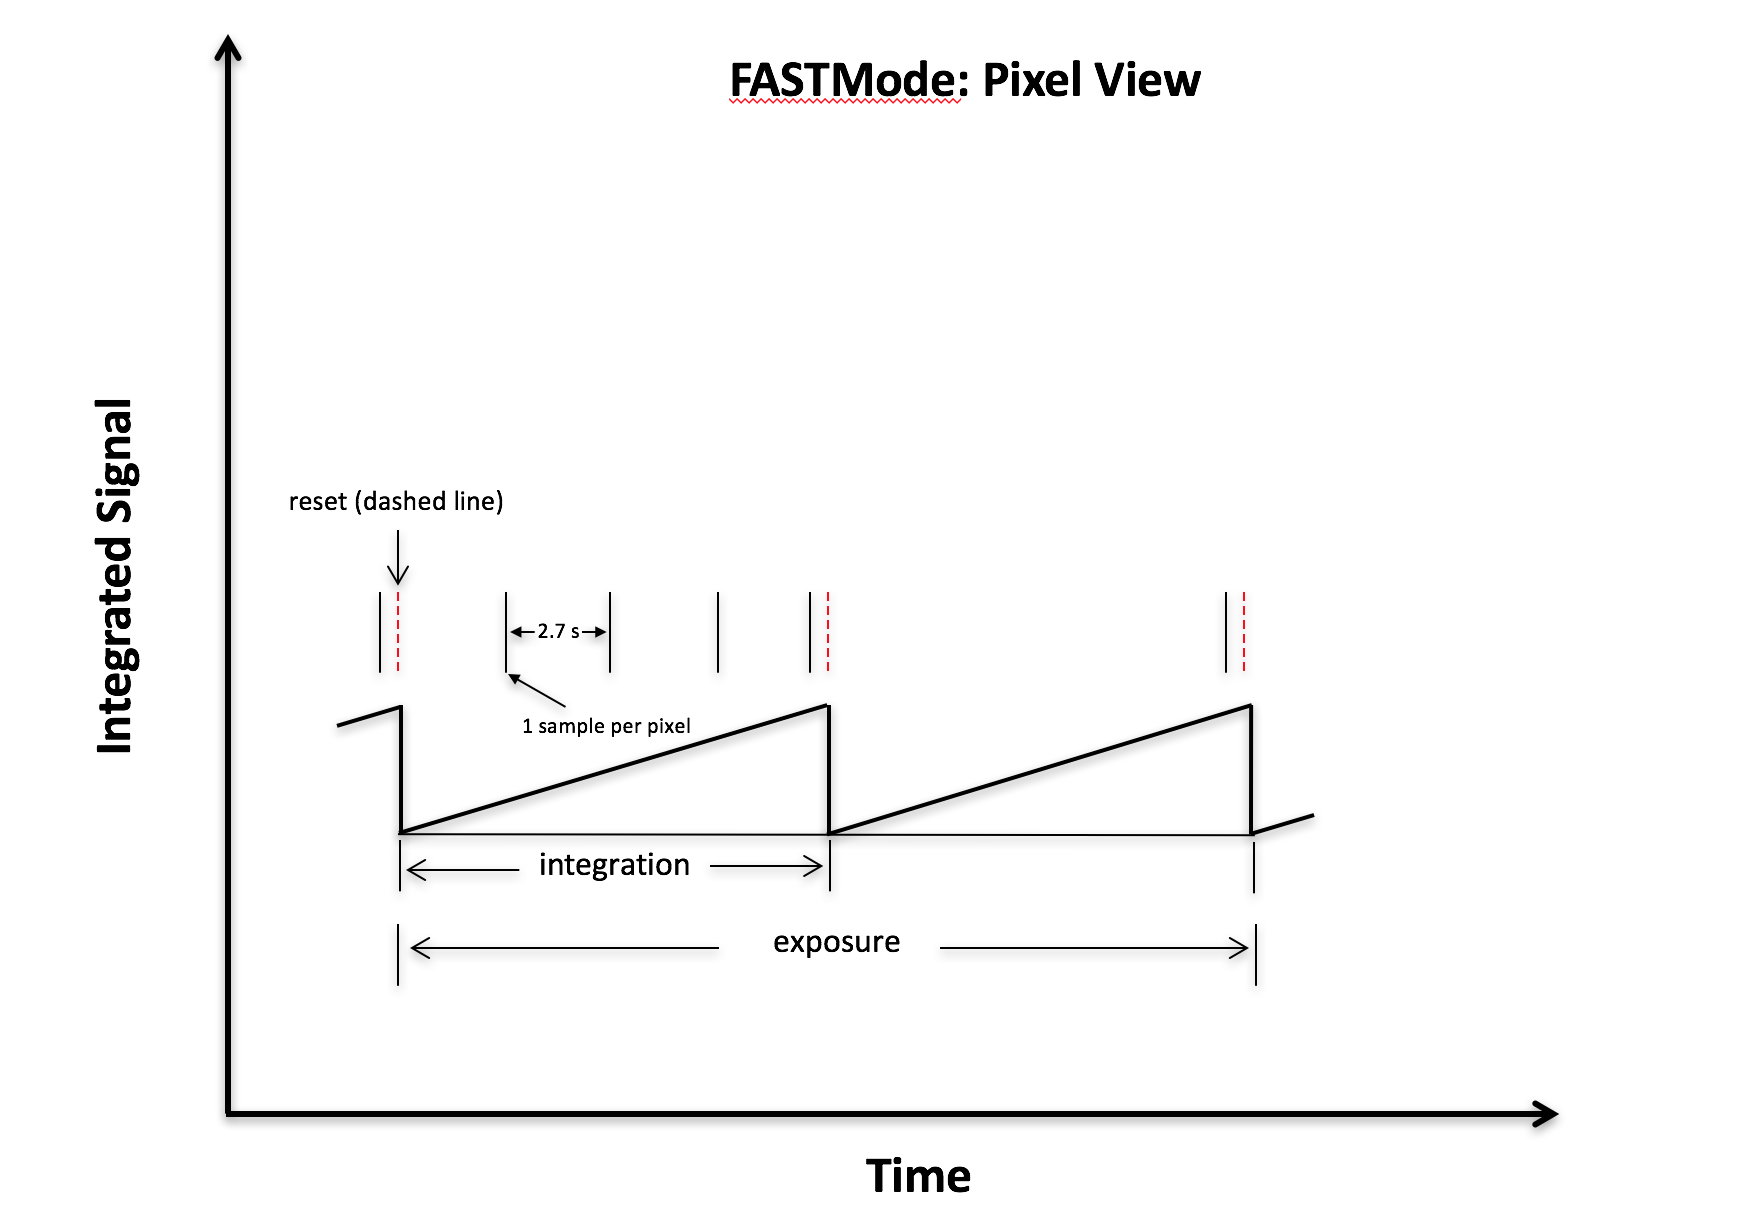 FASTMode: Pixel View
Integrated Signal
reset (dashed line)
2.7 s
1 sample per pixel
integration
exposure
Time